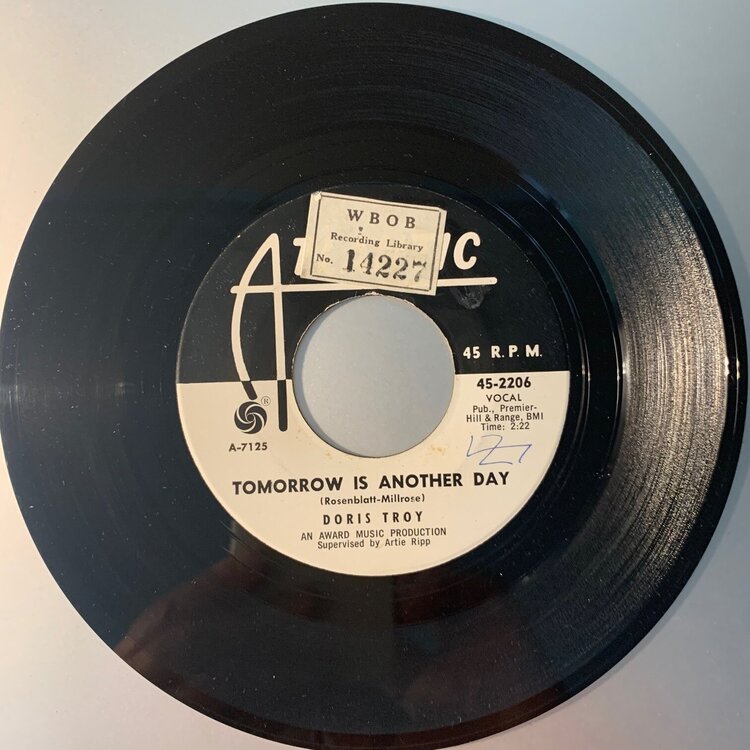 WBOB
Recording Library
No. 14227
45 R.P.M.
45-2206
VOCAL
Pub., Premier-
Hill & Range, BMI
Time: 2:22
®
A-7125
TOMORROW IS ANOTHER DAY
(Rosenblatt-Millrose)
DORIS TROY
AN AWARD MUSIC PRODUCTION
Supervised by Artie Ripp